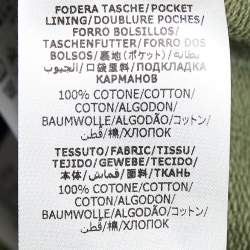 FODERA TASCHE/POCKET
LINING/DOUBLURE POCHES/
FORRO BOLSILLOS/
TASCHENFUTTER/FORRO DOS
BOLSOS/裏地(ポケット)/بطانة
الجيوب/口袋里料/ПОДКЛАДКА
КАРМАНОВ
100% COTONE/COTTON/
COTON/ALGODON/
BAUMWOLLE/ALGODÃO/コットン/
قطن/棉/ХЛОПОК
TESSUTO/FABRIC/TISSU/
TEJIDO/GEWEBE/TECIDO/
本体/قماش/面料/ТКАНЬ
100% COTONE/COTTON/
COTON/ALGODON/
BAUMWOLLE/ALGODÃO/コットン/
قطن/棉/ХЛОПОК